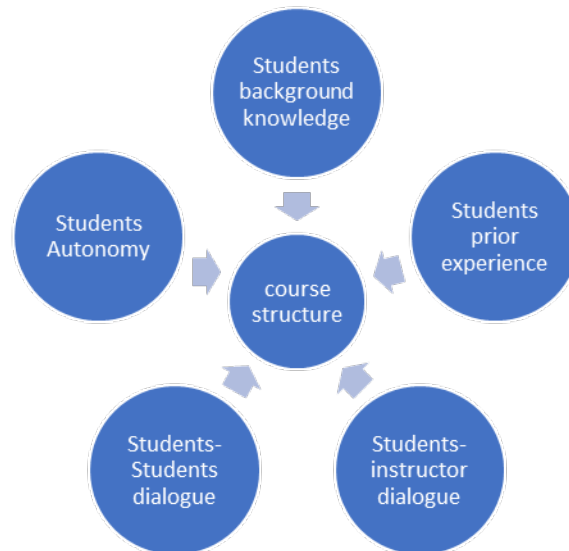 Students
background
knowledge
Students
Autonomy
Students
prior
experience
course
structure
Students-
Students
dialogue
Students-
instructor
dialogue